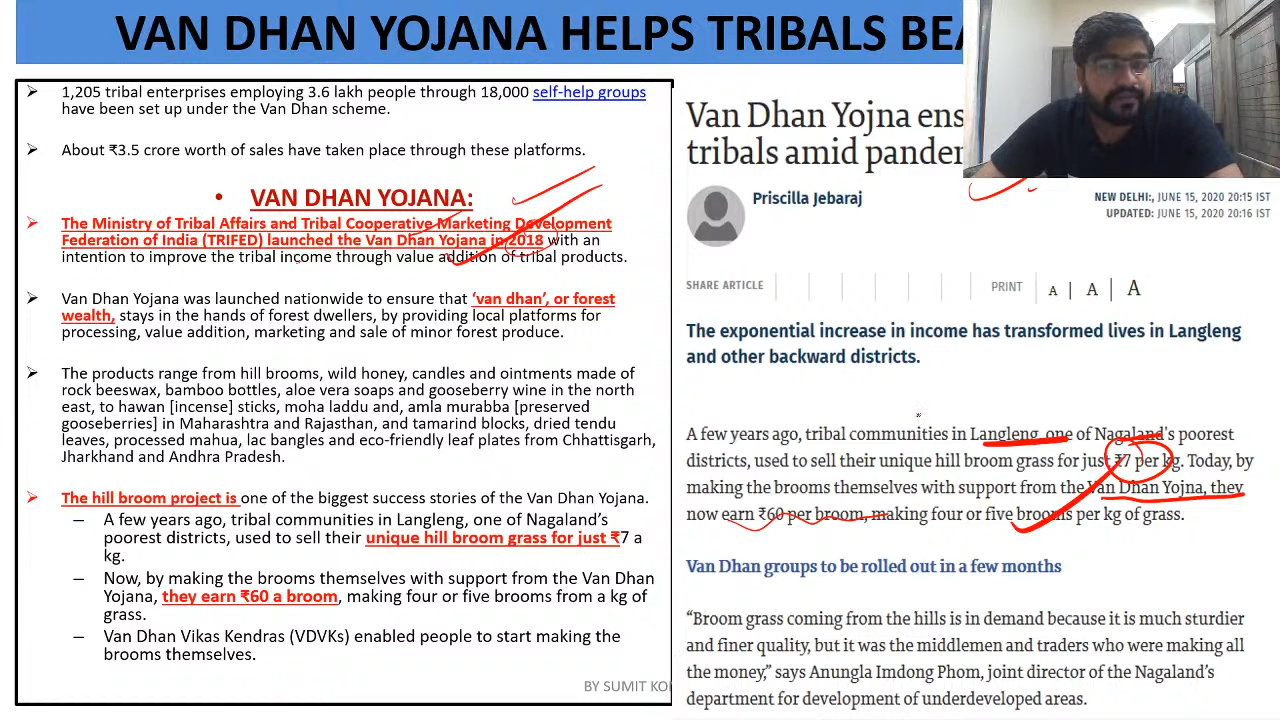 VAN DHAN YOJANA HELPS TRIBALS
➢ 1,205 tribal enterprises employing 3.6 lakh people through 18,000 self-help groups
have been set up under the Van Dhan scheme.
➢ About ₹3.5 crore worth of sales have taken place through these platforms.
• VAN DHAN YOJANA:
➢ The Ministry of Tribal Affairs and Tribal Cooperative Marketing Development
Federation of India (TRIFED) launched the Van Dhan Yojana in 2018 with an
intention to improve the tribal income through value addition of tribal products.
➢ Van Dhan Yojana was launched nationwide to ensure that ‘van dhan’, or forest
wealth, stays in the hands of forest dwellers, by providing local platforms for
processing, value addition, marketing and sale of minor forest produce.
➢ The products range from hill brooms, wild honey, candles and ointments made of
rock beeswax, bamboo bottles, aloe vera soaps and gooseberry wine in the north
east, to hawan [incense] sticks, moha laddu and, amla murabba [preserved
gooseberries] in Maharashtra and Rajasthan, and tamarind blocks, dried tendu
leaves, processed mahua, lac bangles and eco-friendly leaf plates from Chhattisgarh,
Jharkhand and Andhra Pradesh.
➢ The hill broom project is one of the biggest success stories of the Van Dhan Yojana.
– A few years ago, tribal communities in Langleng, one of Nagaland’s
poorest districts, used to sell their unique hill broom grass for just ₹7 a
kg.
– Now, by making the brooms themselves with support from the Van Dhan
Yojana, they earn ₹60 a broom, making four or five brooms from a kg of
grass.
– Van Dhan Vikas Kendras (VDVKs) enabled people to start making the
brooms themselves.
BY SUMIT
Van Dhan Yojna
tribals amid
Priscilla Jebaraj
NEW DELHI:, JUNE 15, 2020 20:15 IST
UPDATED: JUNE 15, 2020 20:16 IST
SHARE ARTICLE PRINT A | A | A
The exponential increase in income has transformed lives in Langleng
and other backward districts.
A few years ago, tribal communities in Langleng, one of Nagaland's poorest
districts, used to sell their unique hill broom grass for just ₹7 per kg. Today, by
making the brooms themselves with support from the Van Dhan Yojna, they
now earn ₹60 per broom, making four or five brooms per kg of grass.
Van Dhan groups to be rolled out in a few months
“Broom grass coming from the hills is in demand because it is much sturdier
and finer quality, but it was the middlemen and traders who were making all
the money,” says Anungla Imdong Phom, joint director of the Nagaland’s
department for development of underdeveloped areas.